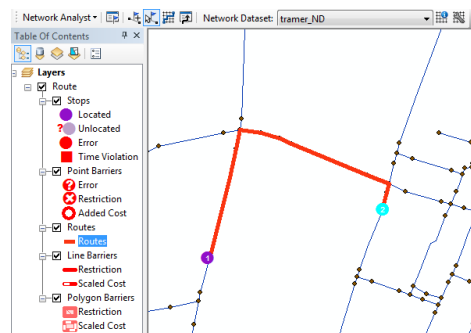 Network Analyst
Network Dataset: tramer_ND
Table Of Contents
Layers
Route
Stops
Located
? Unlocated
Error
Time Violation
Point Barriers
? Error
Restriction
Added Cost
Routes
Routes
Line Barriers
Restriction
Scaled Cost
Polygon Barriers
Restriction
Scaled Cost
1
2